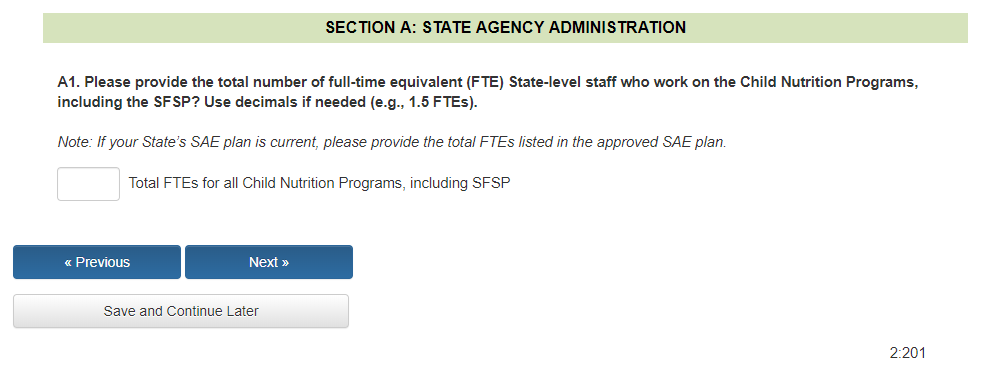 SECTION A: STATE AGENCY ADMINISTRATION
A1. Please provide the total number of full-time equivalent (FTE) State-level staff who work on the Child Nutrition Programs,
including the SFSP? Use decimals if needed (e.g., 1.5 FTEs).
Note: If your State's SAE plan is current, please provide the total FTEs listed in the approved SAE plan.
Total FTEs for all Child Nutrition Programs, including SFSP
« Previous
Next »
Save and Continue Later
2:201